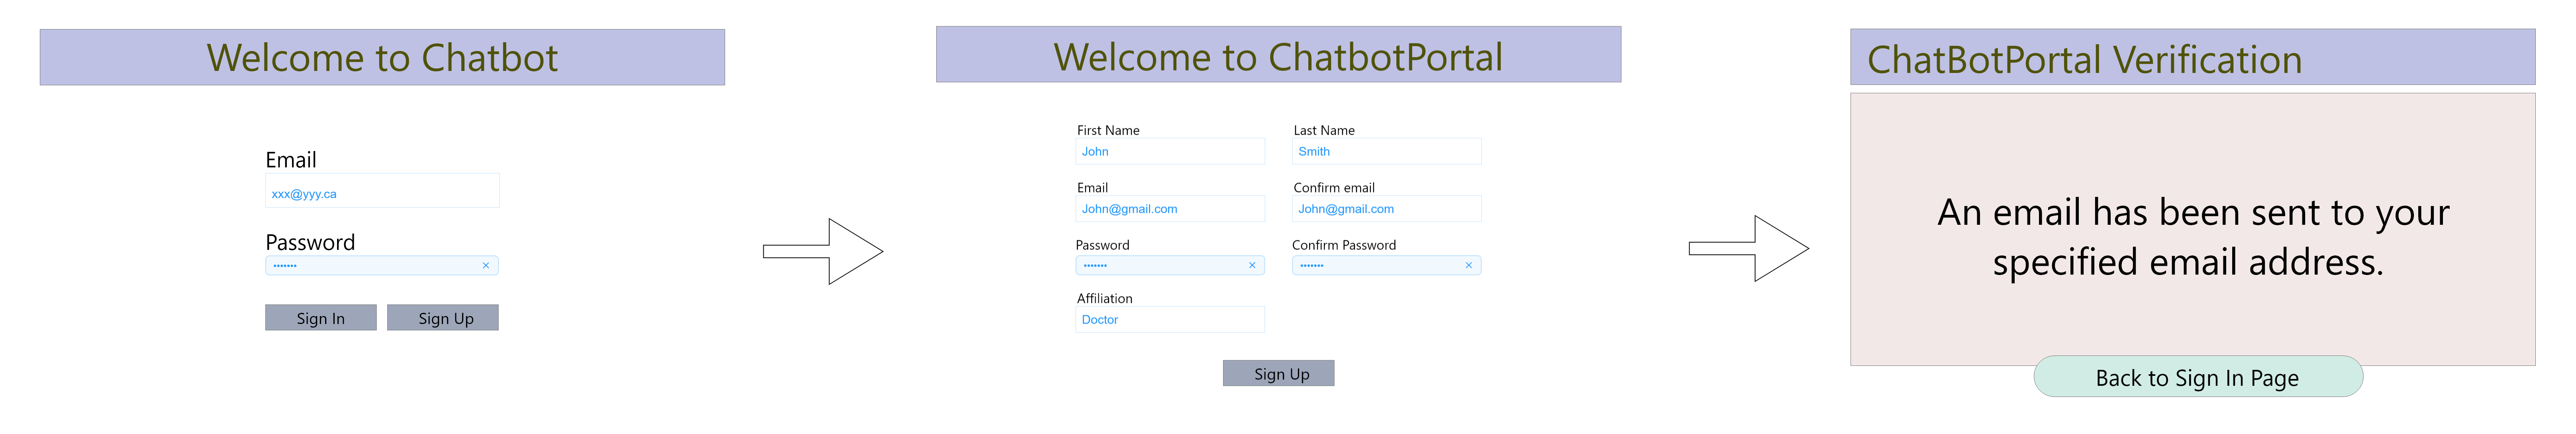 Welcome to Chatbot
Email
xxx@yyy.ca
Password
•••••••
×
Sign In
Sign Up
Welcome to ChatbotPortal
First Name
Last Name
John
Smith
Email
Confirm email
John@gmail.com
John@gmail.com
Password
Confirm Password
•••••••
×
•••••••
×
Affiliation
Doctor
Sign Up
ChatBotPortal Verification
An email has been sent to your
specified email address.
Back to Sign In Page